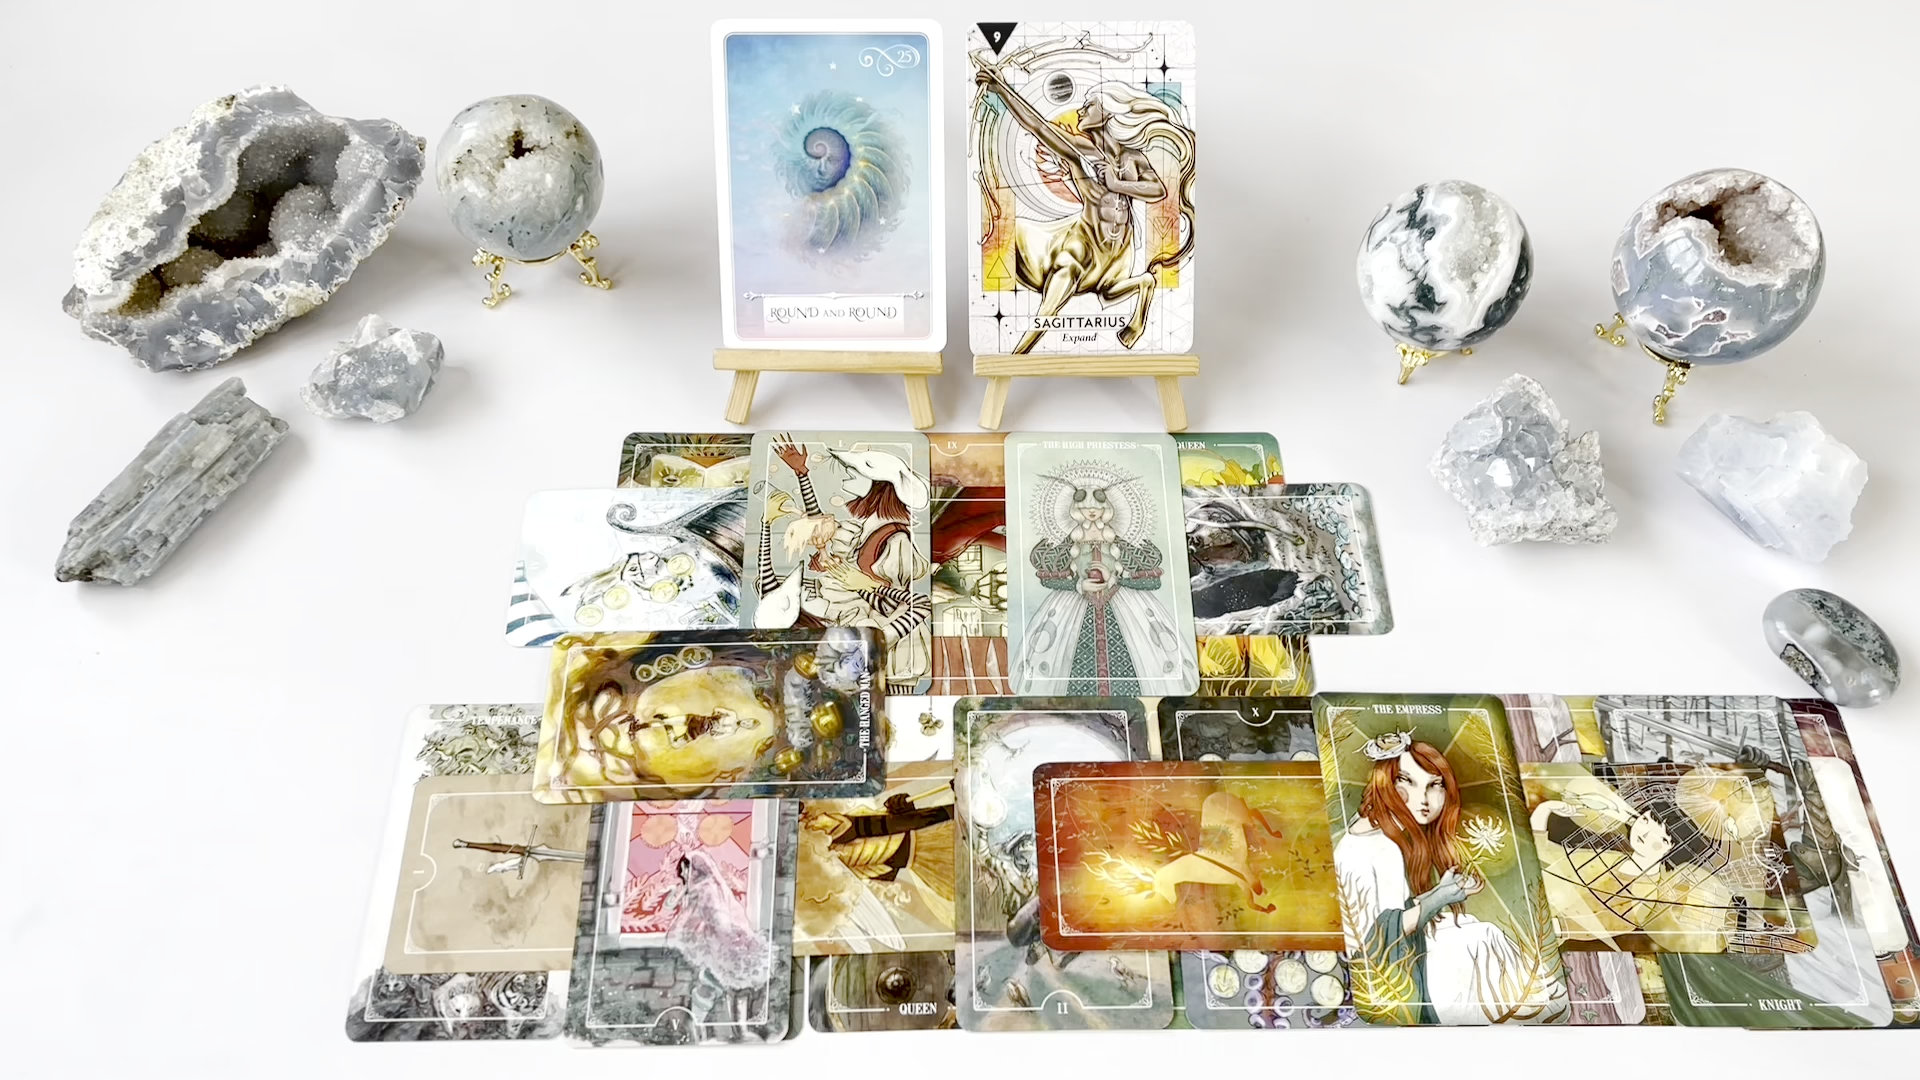 25
ROUND AND ROUND
9
SAGITTARIUS
Expand
I
IX
THE HIGH PRIESTESS
QUEEN
THE HANGED MAN
TEMPERANCE
X
THE EMPRESS
I
V
QUEEN
II
KNIGHT